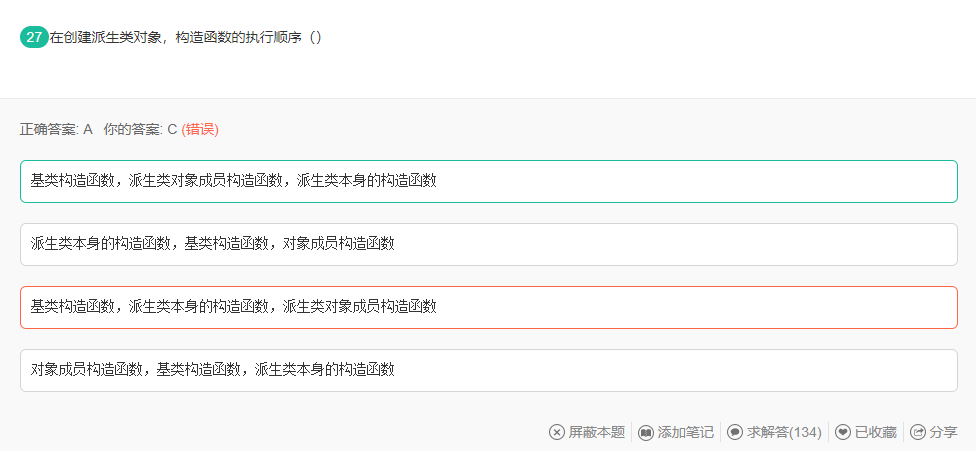 27 在创建派生类对象，构造函数的执行顺序（）
正确答案: A 你的答案: C (错误)
基类构造函数，派生类对象成员构造函数，派生类本身的构造函数
派生类本身的构造函数，基类构造函数，对象成员构造函数
基类构造函数，派生类本身的构造函数，派生类对象成员构造函数
对象成员构造函数，基类构造函数，派生类本身的构造函数
屏蔽本题 添加笔记 求解答(134) 已收藏 分享